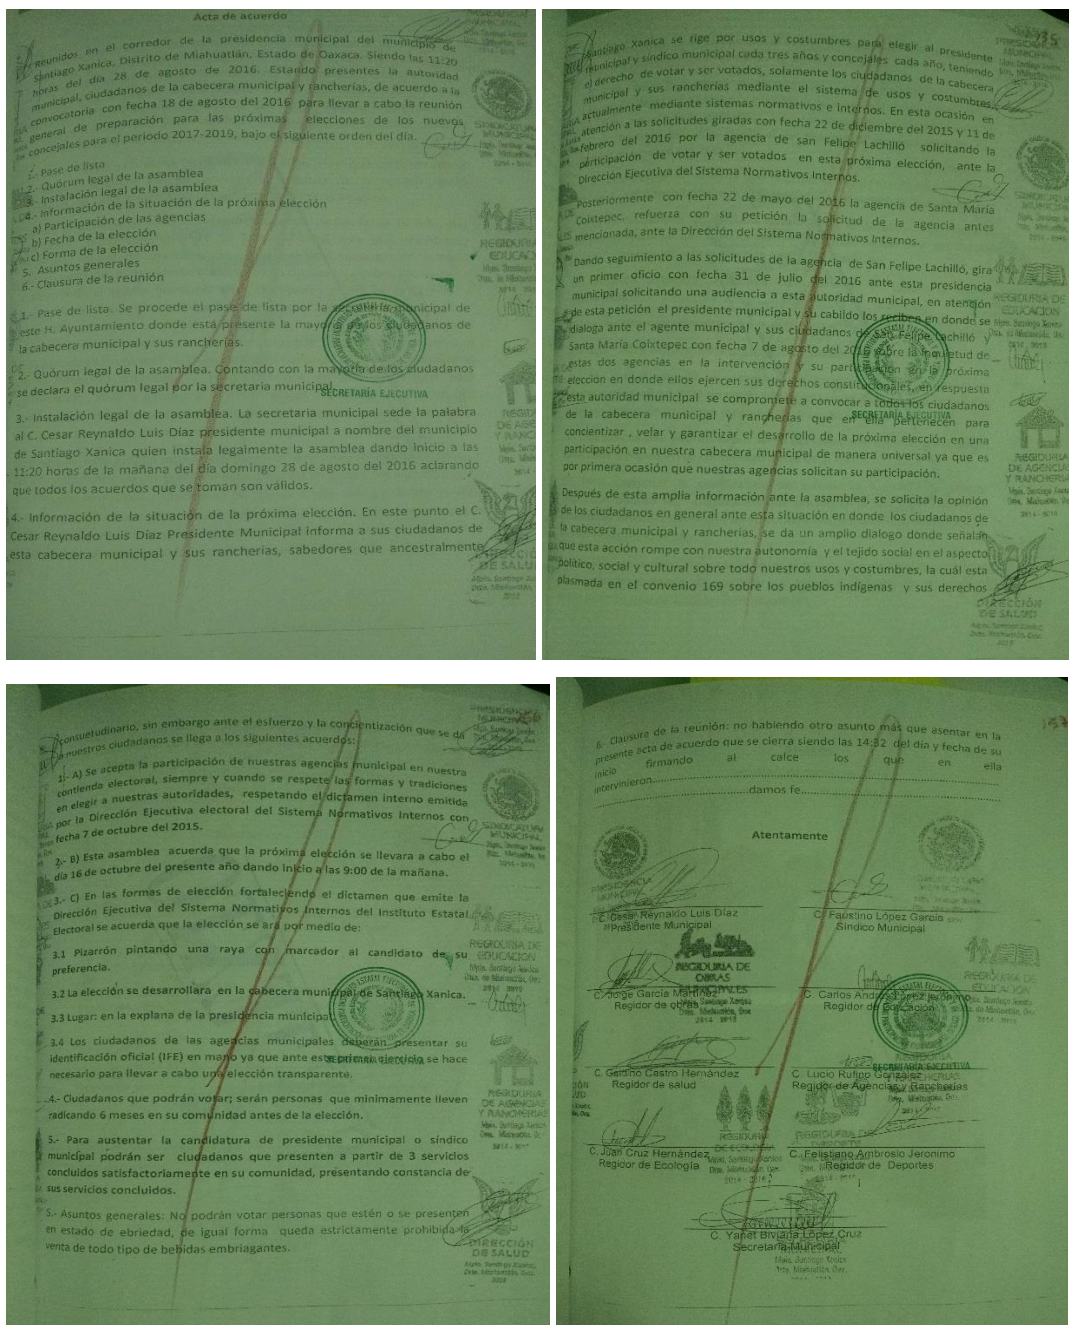 Acta de acuerdo
Reunidos en el corredor de la presidencia municipal del municipio de
Santiago Xanica, Distrito de Miahuatlán, Estado de Oaxaca. Siendo las 11:20
horas del día 28 de agosto de 2016. Estando presentes la autoridad
municipal, ciudadanos de la cabecera municipal y rancherías, de acuerdo a la
convocatoria con fecha 18 de agosto del 2016 para llevar a cabo la reunión
general de preparación para las próximas elecciones de los nuevos
concejales para el periodo 2017-2019, bajo el siguiente orden del día.
1.- Pase de lista
2.- Quórum legal de la asamblea
3.- Instalación legal de la asamblea
4.- Información de la situación de la próxima elección
a) Participación de las agencias
b) Fecha de la elección
c) Forma de la elección
5. Asuntos generales
6.- Clausura de la reunión
1.- Pase de lista. Se procede el pase de lista por la secretaria municipal de
este H. Ayuntamiento donde está presente la mayoría de los ciudadanos de
la cabecera municipal y sus rancherías.
2.- Quórum legal de la asamblea. Contando con la mayoría de los ciudadanos
se declara el quórum legal por la secretaria municipal.
SECRETARÍA EJECUTIVA
3.- Instalación legal de la asamblea. La secretaria municipal sede la palabra
al C. Cesar Reynaldo Luis Díaz presidente municipal a nombre del municipio
de Santiago Xanica quien instala legalmente la asamblea dando inicio a las
11:20 horas de la mañana del día domingo 28 de agosto del 2016 aclarando
que todos los acuerdos que se toman son válidos.
4.- Información de la situación de la próxima elección. En este punto el C.
Cesar Reynaldo Luis Díaz Presidente Municipal informa a sus ciudadanos de
esta cabecera municipal y sus rancherías, sabedores que ancestralmente
Santiago Xanica se rige por usos y costumbres para elegir al presidente
municipal y síndico municipal cada tres años y concejales cada año, teniendo
el derecho de votar y ser votados, solamente los ciudadanos de la cabecera
municipal y sus rancherías mediante el sistema de usos y costumbres,
actualmente mediante sistemas normativos e internos. En esta ocasión en
atención a las solicitudes giradas con fecha 22 de diciembre del 2015 y 11 de
febrero del 2016 por la agencia de san Felipe Lachilló solicitando la
participación de votar y ser votados en esta próxima elección, ante la
Dirección Ejecutiva del Sistema Normativos Internos.
Posteriormente con fecha 22 de mayo del 2016 la agencia de Santa María
Coixtepec, refuerza con su petición la solicitud de la agencia antes
mencionada, ante la Dirección del Sistema Normativos Internos.
Dando seguimiento a las solicitudes de la agencia de San Felipe Lachilló, gira
un primer oficio con fecha 31 de julio del 2016 ante esta presidencia
municipal solicitando una audiencia a esta autoridad municipal, en atención
de esta petición el presidente municipal y su cabildo los reciben en donde se
dialoga ante el agente municipal y sus ciudadanos de San Felipe Lachilló y
Santa María Coixtepec con fecha 7 de agosto del 2016 sobre la inquietud de
estas dos agencias en la intervención y su participación en la próxima
elección en donde ellos ejercen sus derechos constitucionales, en respuesta
esta autoridad municipal se compromete a convocar a todos los ciudadanos
de la cabecera municipal y rancherías que en ella pertenecen para
concientizar , velar y garantizar el desarrollo de la próxima elección en una
participación en nuestra cabecera municipal de manera universal ya que es
por primera ocasión que nuestras agencias solicitan su participación.
SECRETARÍA EJECUTIVA
Después de esta amplia información ante la asamblea, se solicita la opinión
de los ciudadanos en general ante esta situación en donde los ciudadanos de
la cabecera municipal y rancherías, se da un amplio dialogo donde señalan
que esta acción rompe con nuestra autonomía y el tejido social en el aspecto
político, social y cultural sobre todo nuestros usos y costumbres, la cuál esta
plasmada en el convenio 169 sobre los pueblos indígenas y sus derechos
DIRECCIÓN
DE SALUD
consuetudinario, sin embargo ante el esfuerzo y la concientización que se da
a nuestros ciudadanos se llega a los siguientes acuerdos:
1.- A) Se acepta la participación de nuestras agencias municipal en nuestra
contienda electoral, siempre y cuando se respete las formas y tradiciones
en elegir a nuestras autoridades, respetando el dictamen interno emitida
por la Dirección Ejecutiva electoral del Sistema Normativos Internos con
fecha 7 de octubre del 2015.
2.- B) Esta asamblea acuerda que la próxima elección se llevara a cabo el
día 16 de octubre del presente año dando inicio a las 9:00 de la mañana.
3.- C) En las formas de elección fortaleciendo el dictamen que emite la
Dirección Ejecutiva del Sistema Normativos Internos del Instituto Estatal
Electoral se acuerda que la elección se ará por medio de:
3.1 Pizarrón pintando una raya con marcador al candidato de su
preferencia.
3.2 La elección se desarrollara en la cabecera municipal de Santiago Xanica.
3.3 Lugar: en la explana de la presidencia municipal
3.4 Los ciudadanos de las agencias municipales deberán presentar su
identificación oficial (IFE) en mano ya que ante este primer ejercicio se hace
necesario para llevar a cabo una elección transparente.
4.- Ciudadanos que podrán votar; serán personas que mínimamente lleven
radicando 6 meses en su comunidad antes de la elección.
5.- Para austentar la candidatura de presidente municipal o síndico
municipal podrán ser ciudadanos que presenten a partir de 3 servicios
concluidos satisfactoriamente en su comunidad, presentando constancia de
sus servicios concluidos.
5.- Asuntos generales: No podrán votar personas que estén o se presenten
en estado de ebriedad, de igual forma queda estrictamente prohibida la
venta de todo tipo de bebidas embriagantes.
DIRECCIÓN
DE SALUD
6. Clausura de la reunión: no habiendo otro asunto más que asentar en la
presente acta de acuerdo que se cierra siendo las 14:32 del día y fecha de su
inicio firmando al calce los que en ella
intervinieron...
...damos fe...
Atentamente
C. Cesar Reynaldo Luis Díaz
Presidente Municipal
C. Faustino López García
Síndico Municipal
REGIDURIA DE
OBRAS
MUNICIPALES
C. Jorge García Martínez
Regidor de obras
C. Carlos Andrés López Jerónimo
Regidor de Educación
SECRETARÍA EJECUTIVA
C. Galdino Castro Hernández
Regidor de salud
C. Lucio Rufino González
Regidor de Agencias y Rancherías
C. Juan Cruz Hernández
Regidor de Ecología
C. Felistiano Ambrosio Jeronimo
Regidor de Deportes
C. Yanet Biviana López Cruz
Secretaria Municipal